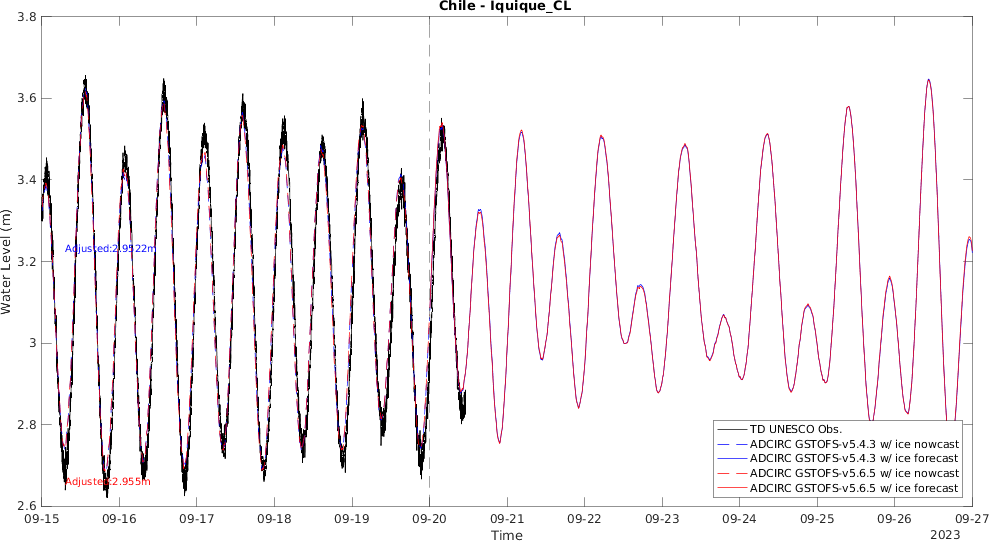 Chile - Iquique_CL
3.8
3.6
3.4
3.2
3
2.8
2.6
Water Level (m)
Adjusted:2.9522m
Adjusted:2.955m
TD UNESCO Obs.
ADCIRC GSTOFS-v5.4.3 w/ ice nowcast
ADCIRC GSTOFS-v5.4.3 w/ ice forecast
ADCIRC GSTOFS-v5.6.5 w/ ice nowcast
ADCIRC GSTOFS-v5.6.5 w/ ice forecast
09-15 09-16 09-17 09-18 09-19 09-20 09-21 09-22 09-23 09-24 09-25 09-26 09-27
Time
2023